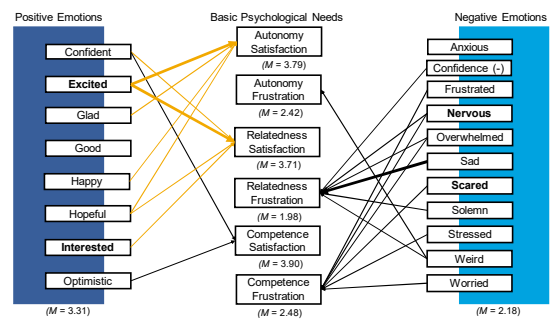 Positive Emotions
Basic Psychological Needs
Negative Emotions
Confident
Excited
Glad
Good
Happy
Hopeful
Interested
Optimistic
(M = 3.31)
Autonomy
Satisfaction
(M = 3.79)
Autonomy
Frustration
(M = 2.42)
Relatedness
Satisfaction
(M = 3.71)
Relatedness
Frustration
(M = 1.98)
Competence
Satisfaction
(M = 3.90)
Competence
Frustration
(M = 2.48)
Anxious
Confidence (-)
Frustrated
Nervous
Overwhelmed
Sad
Scared
Solemn
Stressed
Weird
Worried
(M = 2.18)